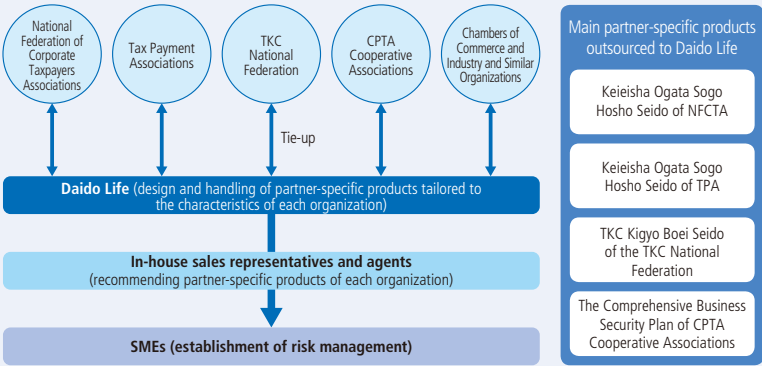 National
Federation of
Corporate
Taxpayers
Associations
Tax Payment
Associations
TKC
National
Federation
CPTA
Cooperative
Associations
Chambers of
Commerce and
Industry and Similar
Organizations
Tie-up
Daido Life (design and handling of partner-specific products tailored to
the characteristics of each organization)
In-house sales representatives and agents
(recommending partner-specific products of each organization)
SMEs (establishment of risk management)
Main partner-specific products
outsourced to Daido Life
Keieisha Ogata Sogo
Hosho Seido of NFCTA
Keieisha Ogata Sogo
Hosho Seido of TPA
TKC Kigyo Boei Seido
of the TKC National
Federation
The Comprehensive Business
Security Plan of CPTA
Cooperative Associations